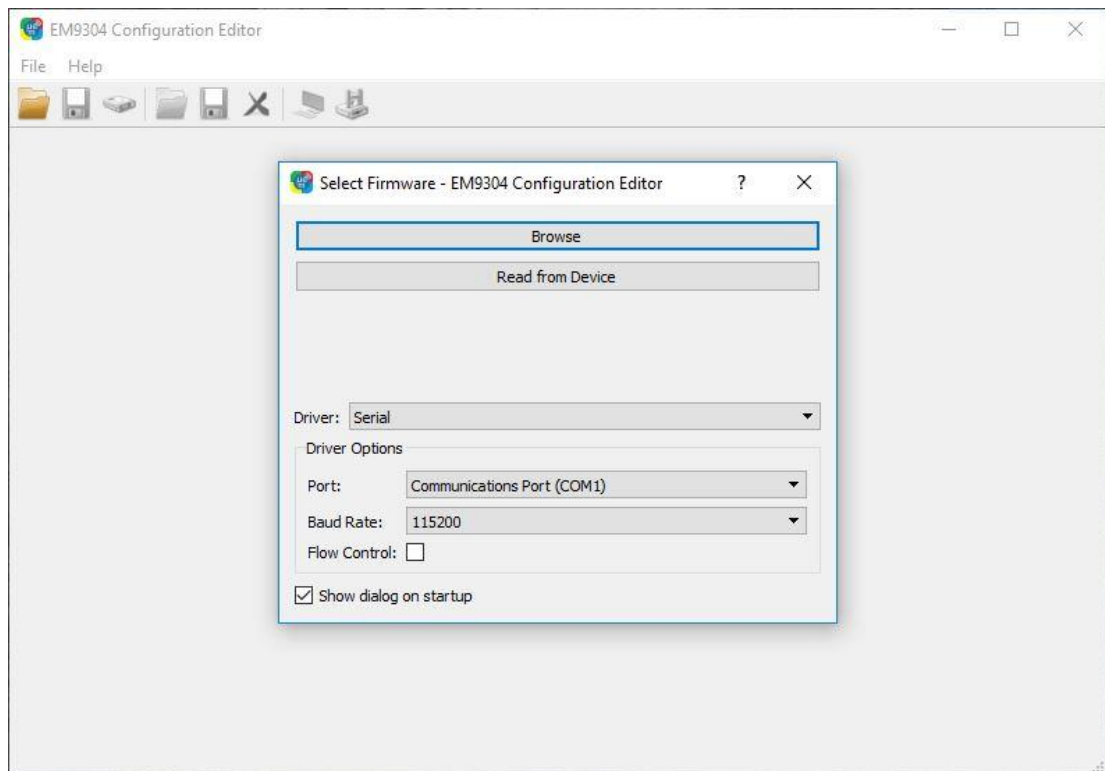 EM9304 Configuration Editor
File Help
Select Firmware - EM9304 Configuration Editor ?
Browse
Read from Device
Driver: Serial
Driver Options
Port: Communications Port (COM1)
Baud Rate: 115200
Flow Control:
Show dialog on startup